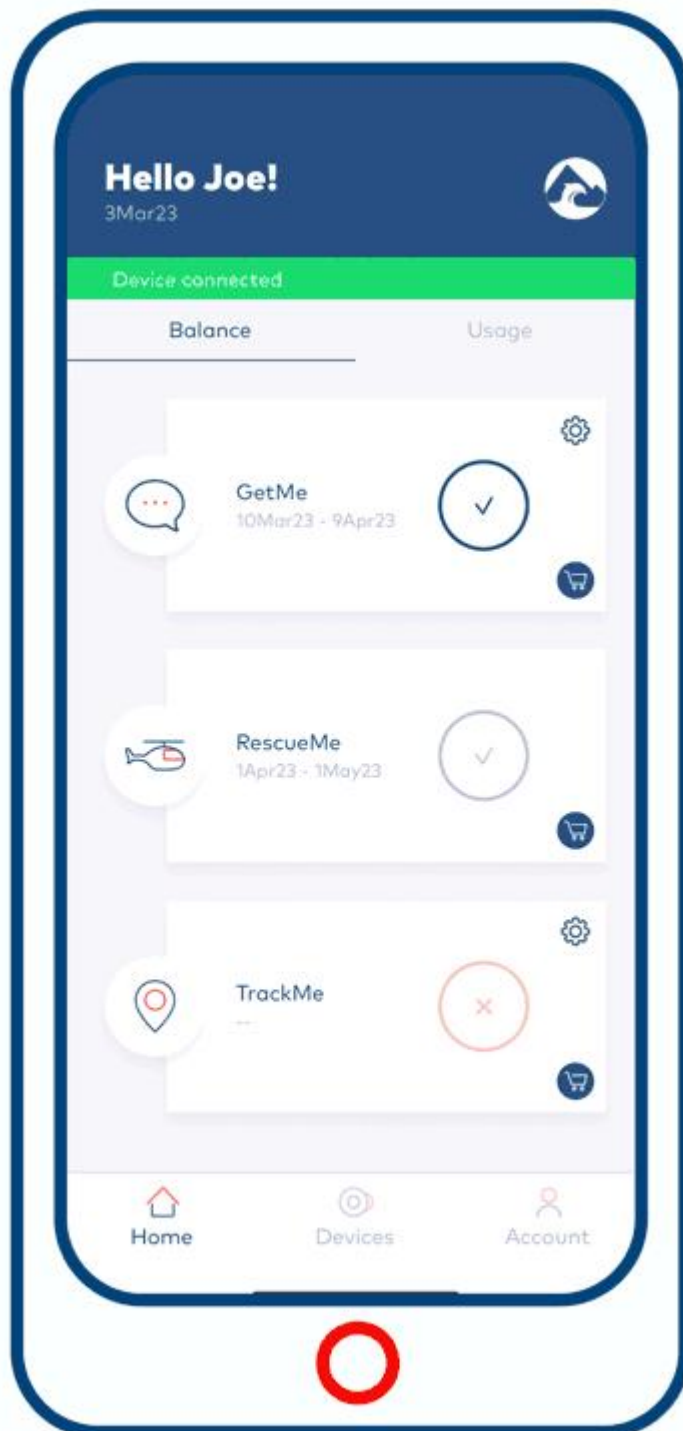 Hello Joe!
3Mar23
Device connected
Balance
Usage
GetMe
10Mar23 - 9Apr23
RescueMe
1Apr23 - 1May23
TrackMe
--
Home
Devices
Account